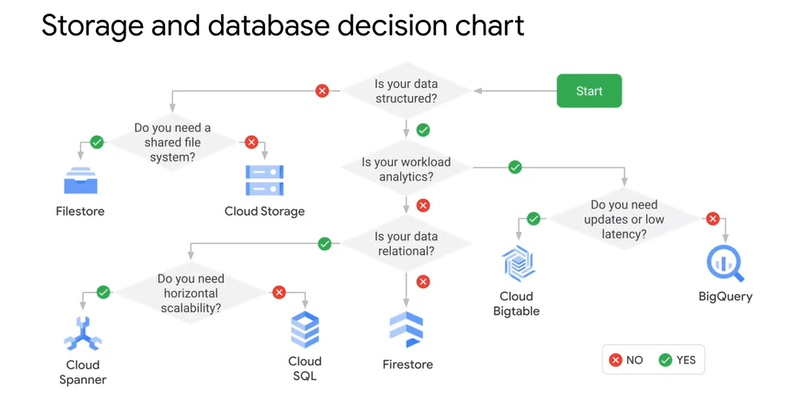 Storage and database decision chart
Is your data
structured?
Start
Do you need a
shared file
system?
Is your workload
analytics?
Filestore
Cloud Storage
Do you need
updates or low
latency?
Is your data
relational?
Do you need
horizontal
scalability?
Cloud
Bigtable
BigQuery
Cloud
Spanner
Cloud
SQL
Firestore
NO
YES